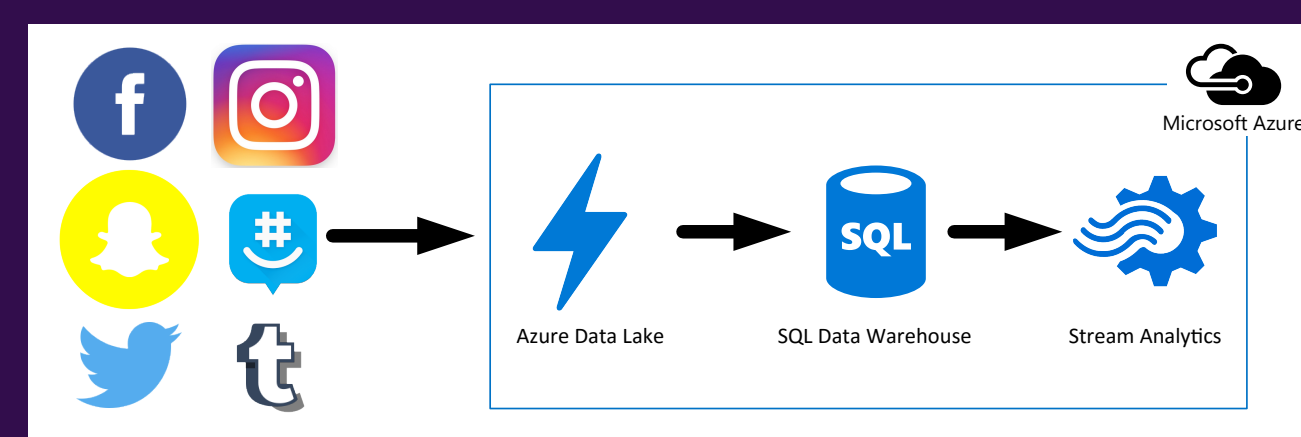 f
Microsoft Azure
#
SQL
Azure Data Lake
SQL Data Warehouse
Stream Analytics
t